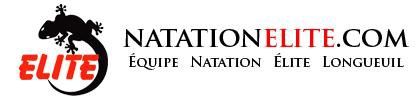 ELITE
NATATIONELITE.COM
ÉQUIPE NATATION ÉLITE LONGUEUIL